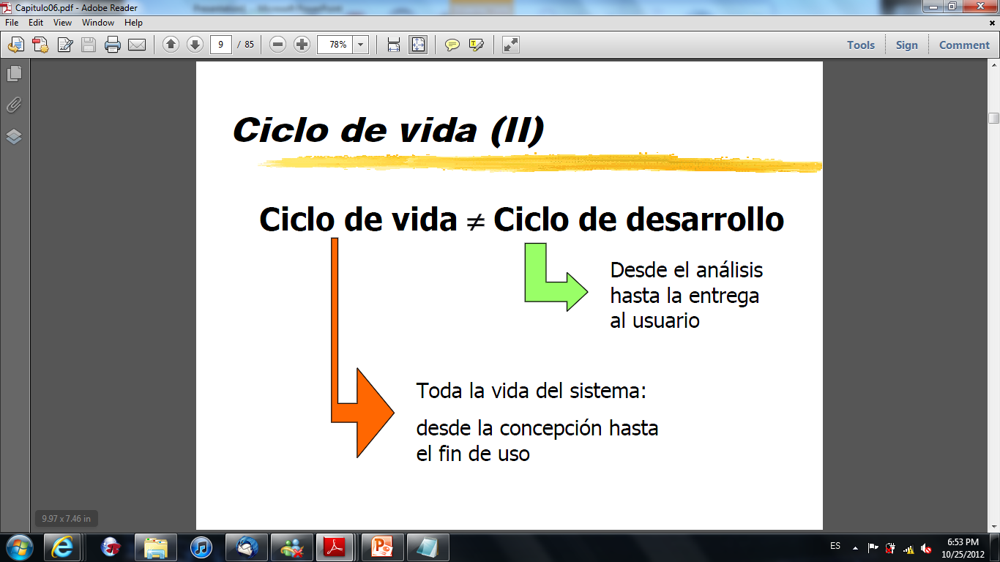 Capitulo06.pdf - Adobe Reader
File Edit View Window Help
9 / 85 78% Tools Sign Comment
Ciclo de vida (II)
Ciclo de vida ≠ Ciclo de desarrollo
Desde el análisis
hasta la entrega
al usuario
Toda la vida del sistema:
desde la concepción hasta
el fin de uso
9.97 x 7.46 in
ES
6:53 PM
10/25/2012